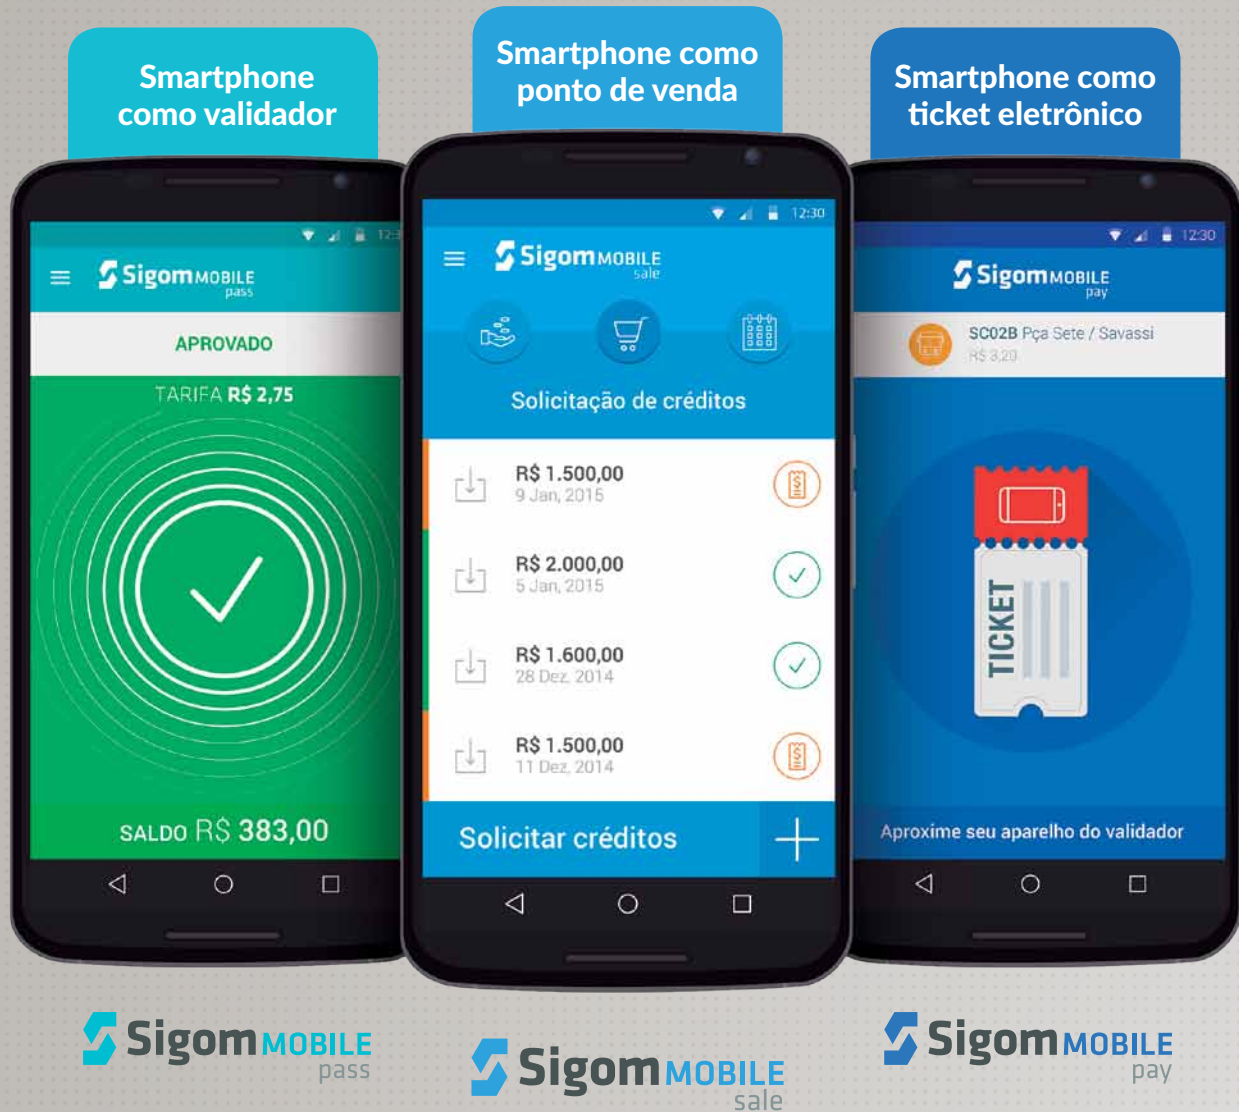 Smartphone
como validador
12:3
Sigom MOBILE
pass
APROVADO
TARIFA R$ 2,75
SALDO R$ 383,00
Sigom MOBILE
pass
Smartphone como
ponto de venda
12:30
Sigom MOBILE
sale
Solicitação de créditos
R$ 1.500,00
9 Jan, 2015
R$ 2.000,00
5 Jan, 2015
R$ 1.600,00
28 Dez, 2014
R$ 1.500,00
11 Dez, 2014
Solicitar créditos
Sigom MOBILE
sale
Smartphone como
ticket eletrônico
12:30
Sigom MOBILE
pay
SC02B Pça Sete / Savassi
R$ 3,20
TICKET
Aproxime seu aparelho do validador
Sigom MOBILE
pay